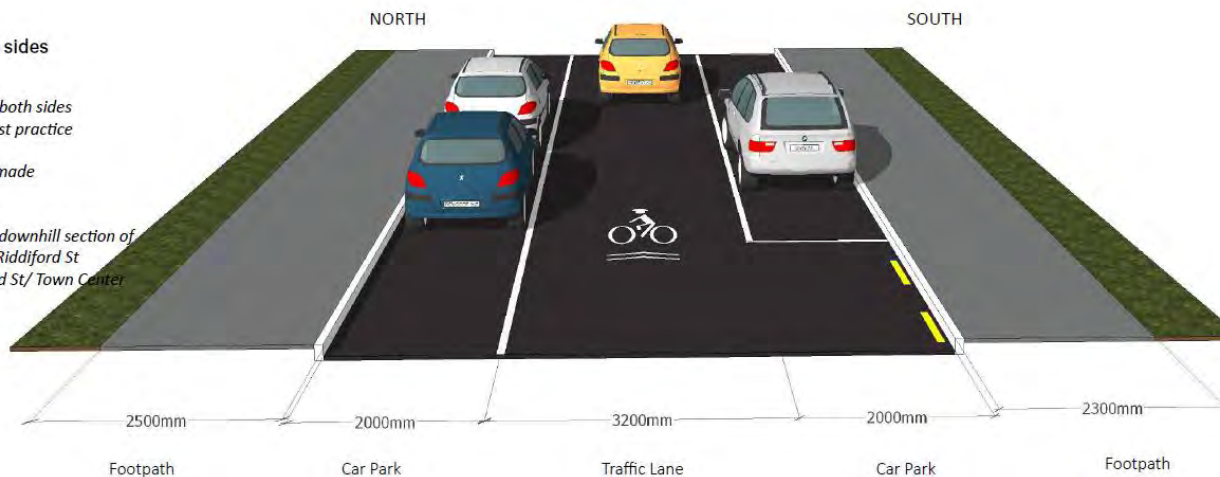 NORTH
SOUTH
sides
both sides
st practice
made
downhill section of
Riddiford St
d St/ Town Center
2500mm
2000mm
3200mm
2000mm
2300mm
Footpath
Car Park
Traffic Lane
Car Park
Footpath